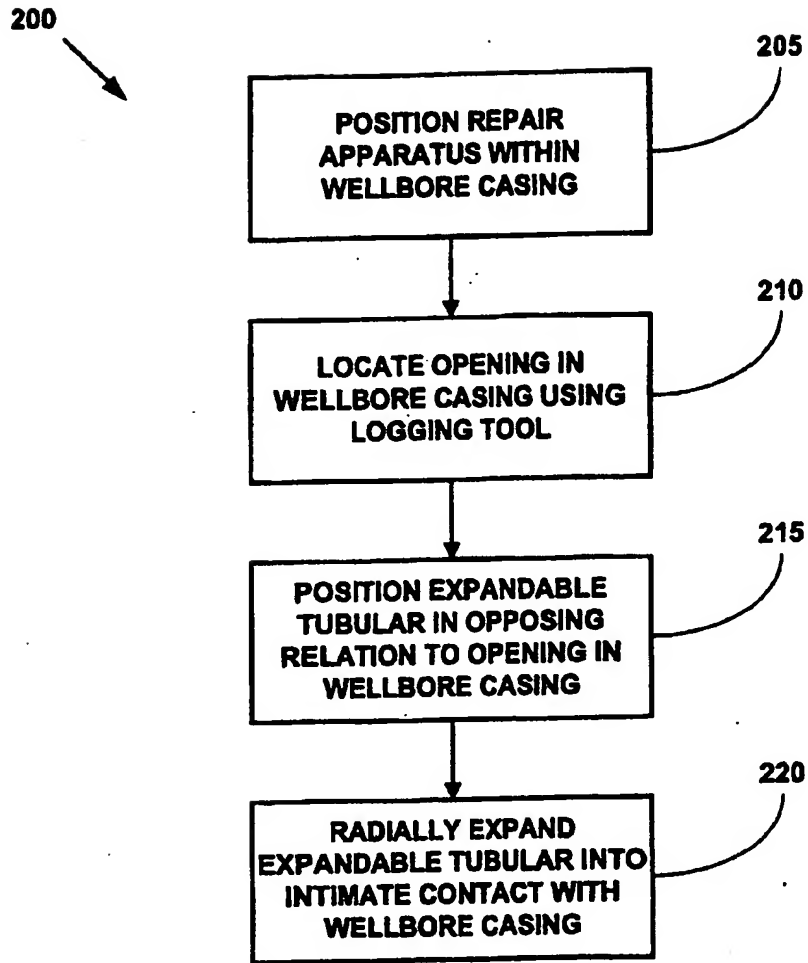 200
205
POSITION REPAIR
APPARATUS WITHIN
WELLBORE CASING
210
LOCATE OPENING IN
WELLBORE CASING USING
LOGGING TOOL
215
POSITION EXPANDABLE
TUBULAR IN OPPOSING
RELATION TO OPENING IN
WELLBORE CASING
220
RADIALLY EXPAND
EXPANDABLE TUBULAR INTO
INTIMATE CONTACT WITH
WELLBORE CASING